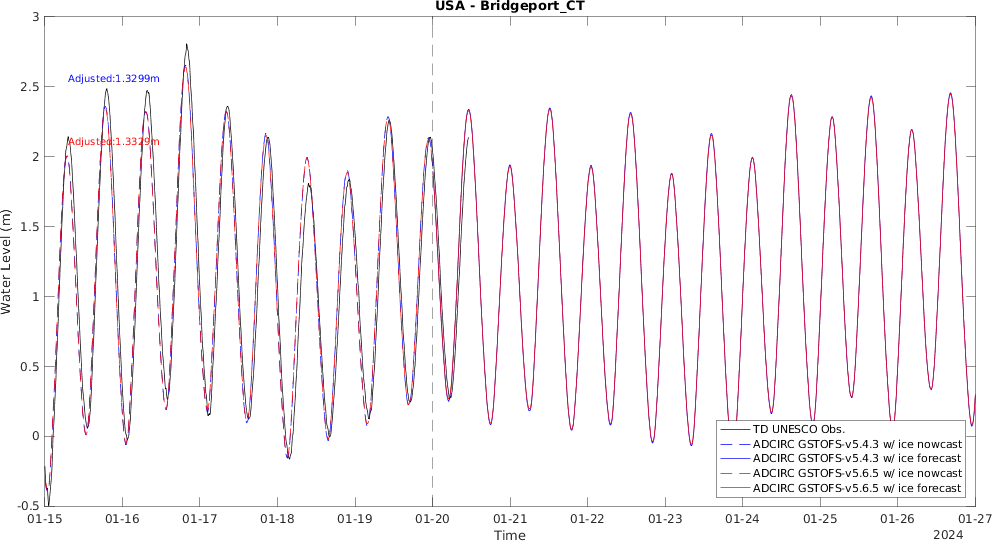 USA - Bridgeport_CT
3
2.5
2
1.5
1
0.5
0
-0.5
Water Level (m)
Adjusted:1.3299m
Adjusted:1.3329m
TD UNESCO Obs.
ADCIRC GSTOFS-v5.4.3 w/ ice nowcast
ADCIRC GSTOFS-v5.4.3 w/ ice forecast
ADCIRC GSTOFS-v5.6.5 w/ ice nowcast
ADCIRC GSTOFS-v5.6.5 w/ ice forecast
01-15 01-16 01-17 01-18 01-19 01-20 01-21 01-22 01-23 01-24 01-25 01-26 01-27
Time
2024